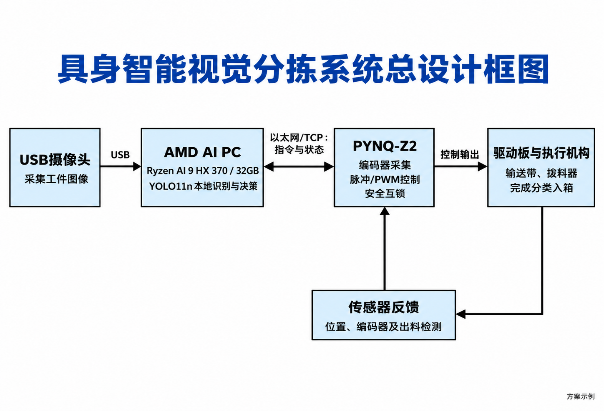 具身智能视觉分拣系统总设计框图
USB摄像头
采集工件图像
USB
AMD AI PC
Ryzen AI 9 HX 370 / 32GB
YOLO11n 本地识别与决策
以太网/TCP：
指令与状态
PYNQ-Z2
编码器采集
脉冲/PWM控制
安全互锁
控制输出
驱动板与执行机构
输送带、拨料器
完成分类入箱
传感器反馈
位置、编码器及出料检测
方案示例